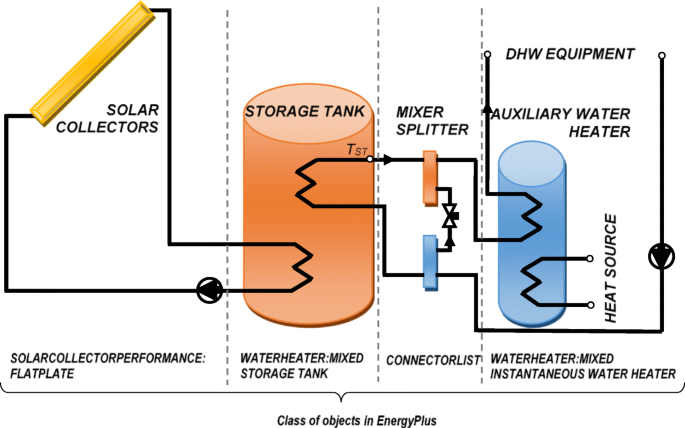 DHW EQUIPMENT
SOLAR
COLLECTORS
STORAGE TANK
MIXER
SPLITTER
AUXILIARY WATER
HEATER
TST
HEAT SOURCE
SOLARCOLLECTORPERFORMANCE:
FLATPLATE
WATERHEATER:MIXED
STORAGE TANK
CONNECTORLIST
WATERHEATER:MIXED
INSTANTANEOUS WATER HEATER
Class of objects in EnergyPlus